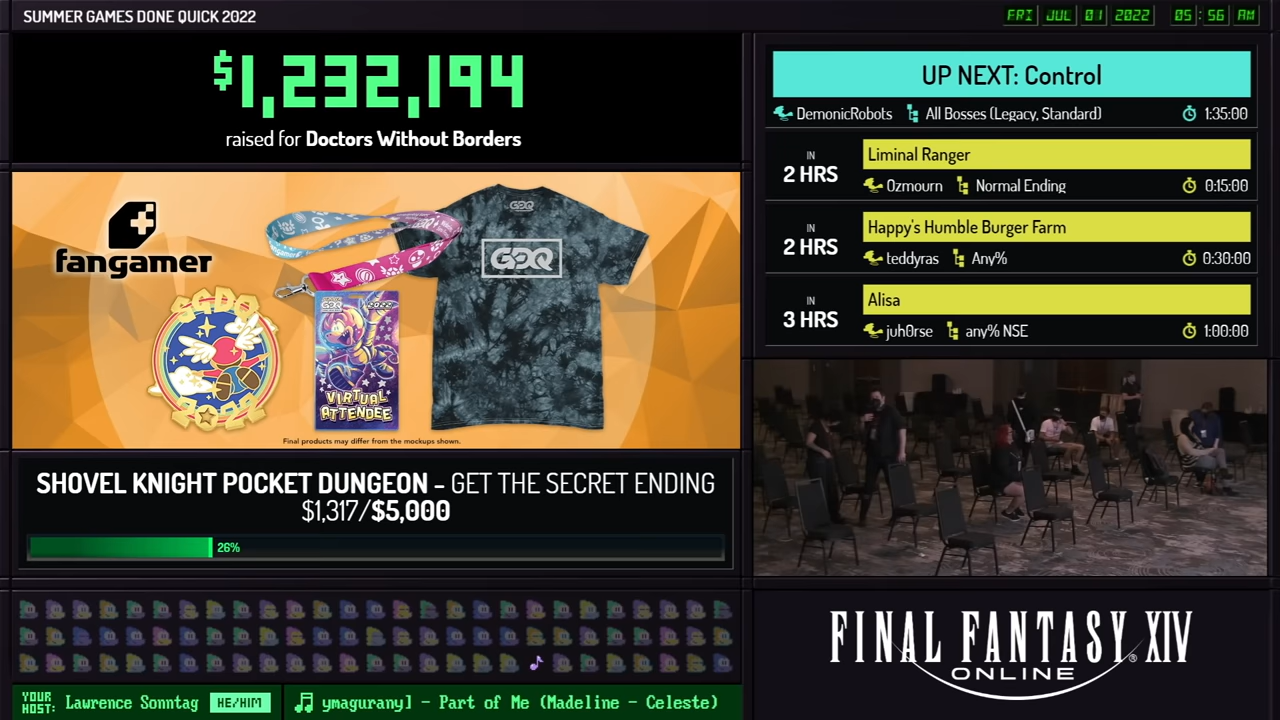 SUMMER GAMES DONE QUICK 2022
FRI JUL 01 2022 05:56 AM
$1,232,194
raised for Doctors Without Borders
fangamer
GDQ
GDQ
SGDQ
2022
GDQ 2022
VIRTUAL
ATTENDEE
Final products may differ from the mockups shown.
SHOVEL KNIGHT POCKET DUNGEON - GET THE SECRET ENDING
$1,317/$5,000
26%
UP NEXT: Control
DemonicRobots All Bosses (Legacy, Standard) 1:35:00
IN
2 HRS
Liminal Ranger
Ozmourn Normal Ending 0:15:00
IN
2 HRS
Happy's Humble Burger Farm
teddyras Any% 0:30:00
IN
3 HRS
Alisa
juh0rse any% NSE 1:00:00
FINAL FANTASY® XIV
ONLINE
YOUR
HOST: Lawrence Sonntag HE/HIM
ymagurany] - Part of Me (Madeline - Celeste)